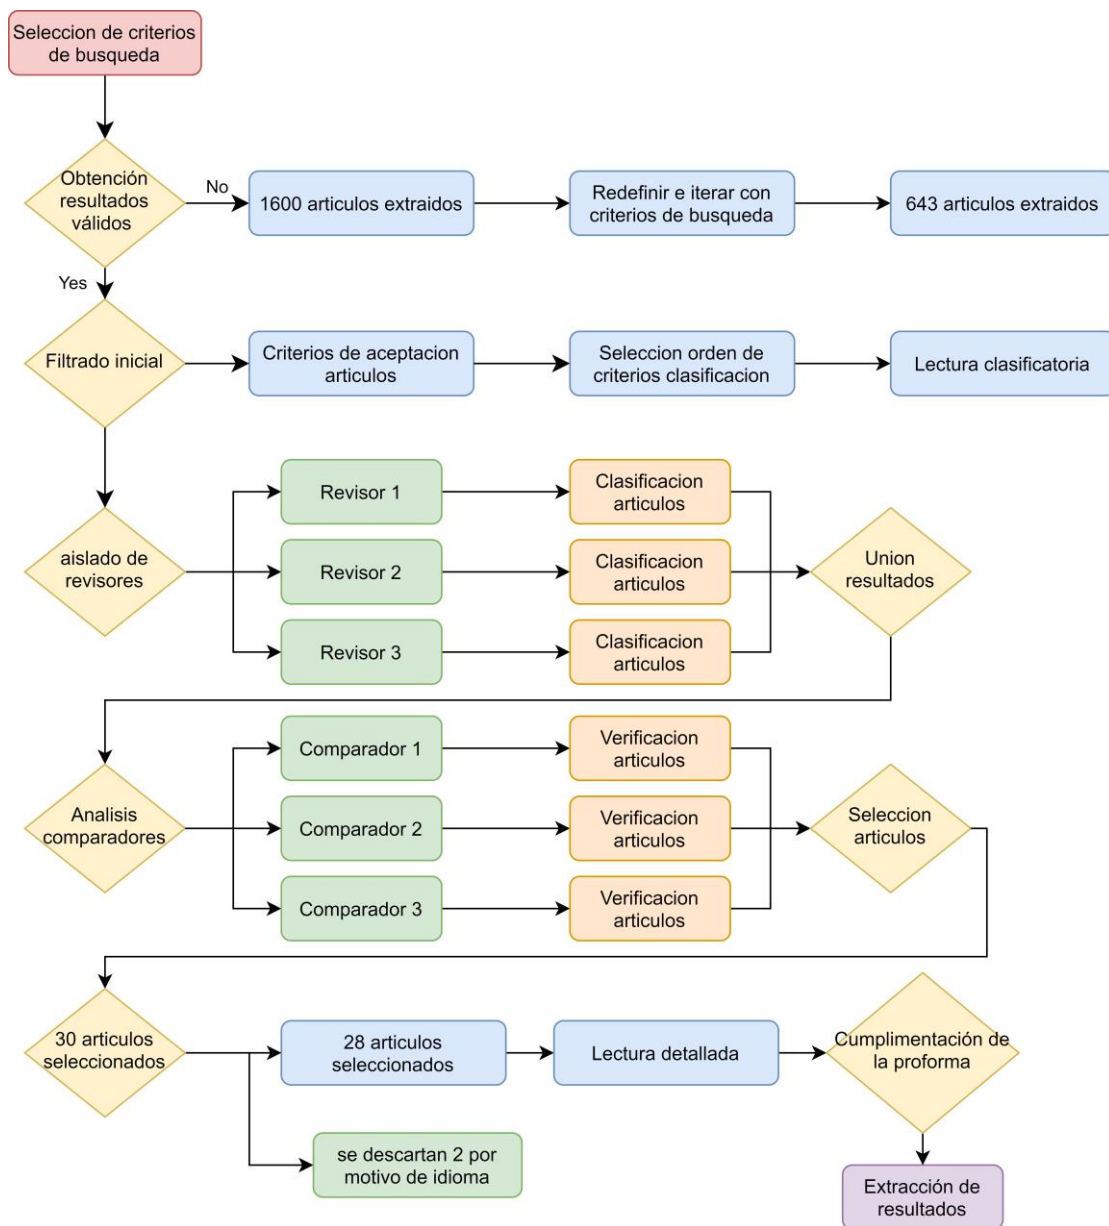 Seleccion de criterios
de busqueda
Obtención
resultados
válidos
No
1600 articulos extraidos
Redefinir e iterar con
criterios de busqueda
643 articulos extraidos
Yes
Filtrado inicial
Criterios de aceptacion
articulos
Seleccion orden de
criterios clasificacion
Lectura clasificatoria
aislado de
revisores
Revisor 1
Clasificacion
articulos
Revisor 2
Clasificacion
articulos
Revisor 3
Clasificacion
articulos
Union
resultados
Analisis
comparadores
Comparador 1
Verificacion
articulos
Comparador 2
Verificacion
articulos
Comparador 3
Verificacion
articulos
Seleccion
articulos
30 articulos
seleccionados
28 articulos
seleccionados
Lectura detallada
Cumplimentación de
la proforma
se descartan 2 por
motivo de idioma
Extracción de
resultados